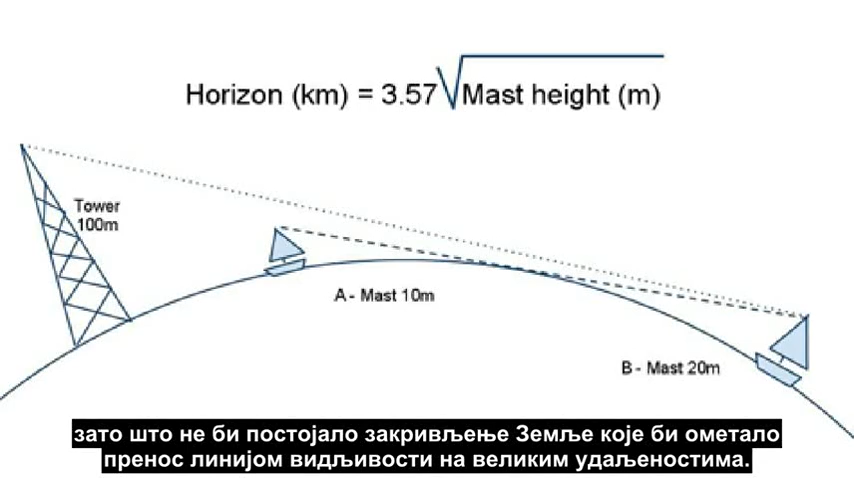 Horizon (km) = 3.57√Mast height (m)
Tower
100m
A - Mast 10m
B - Mast 20m
зато што не би постојало закривљење Земље које би ометало
пренос линијом видљивости на великим удаљеностима.